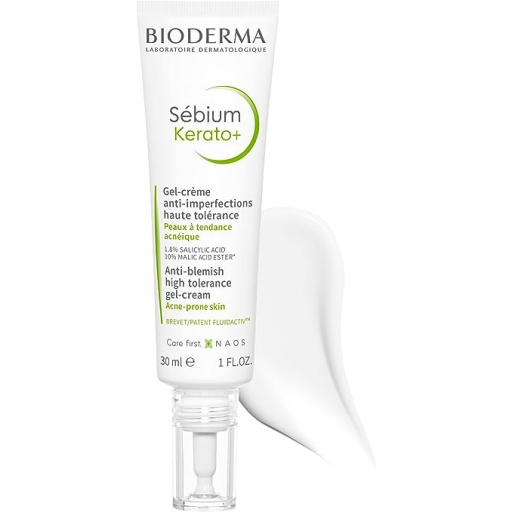 BIODERMA
LABORATOIRE DERMATOLOGIQUE
Sébium
Kerato+
Gel-crème
anti-imperfections
haute tolérance
Peaux à tendance
acnéique
1.8% SALICYLIC ACID
10% MALIC ACID ESTER*
Anti-blemish
high tolerance
gel-cream
Acne-prone skin
BREVET/PATENT FLUIDACTIV™
Care first. NAOS
30 ml ℮ 1 FL.OZ.